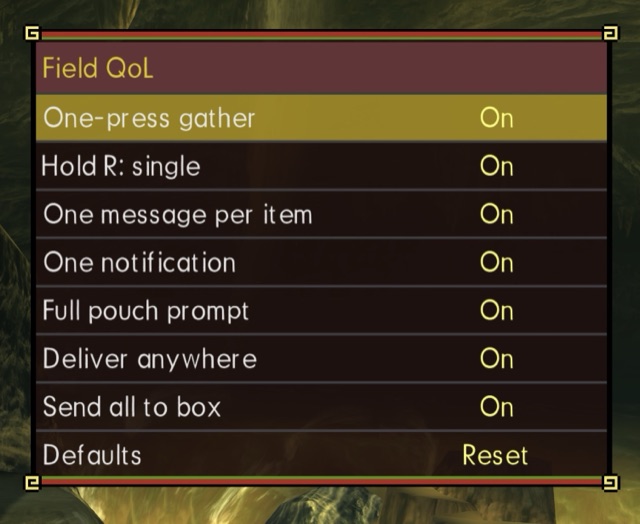 Field QoL
One-press gather On
Hold R: single On
One message per item On
One notification On
Full pouch prompt On
Deliver anywhere On
Send all to box On
Defaults Reset